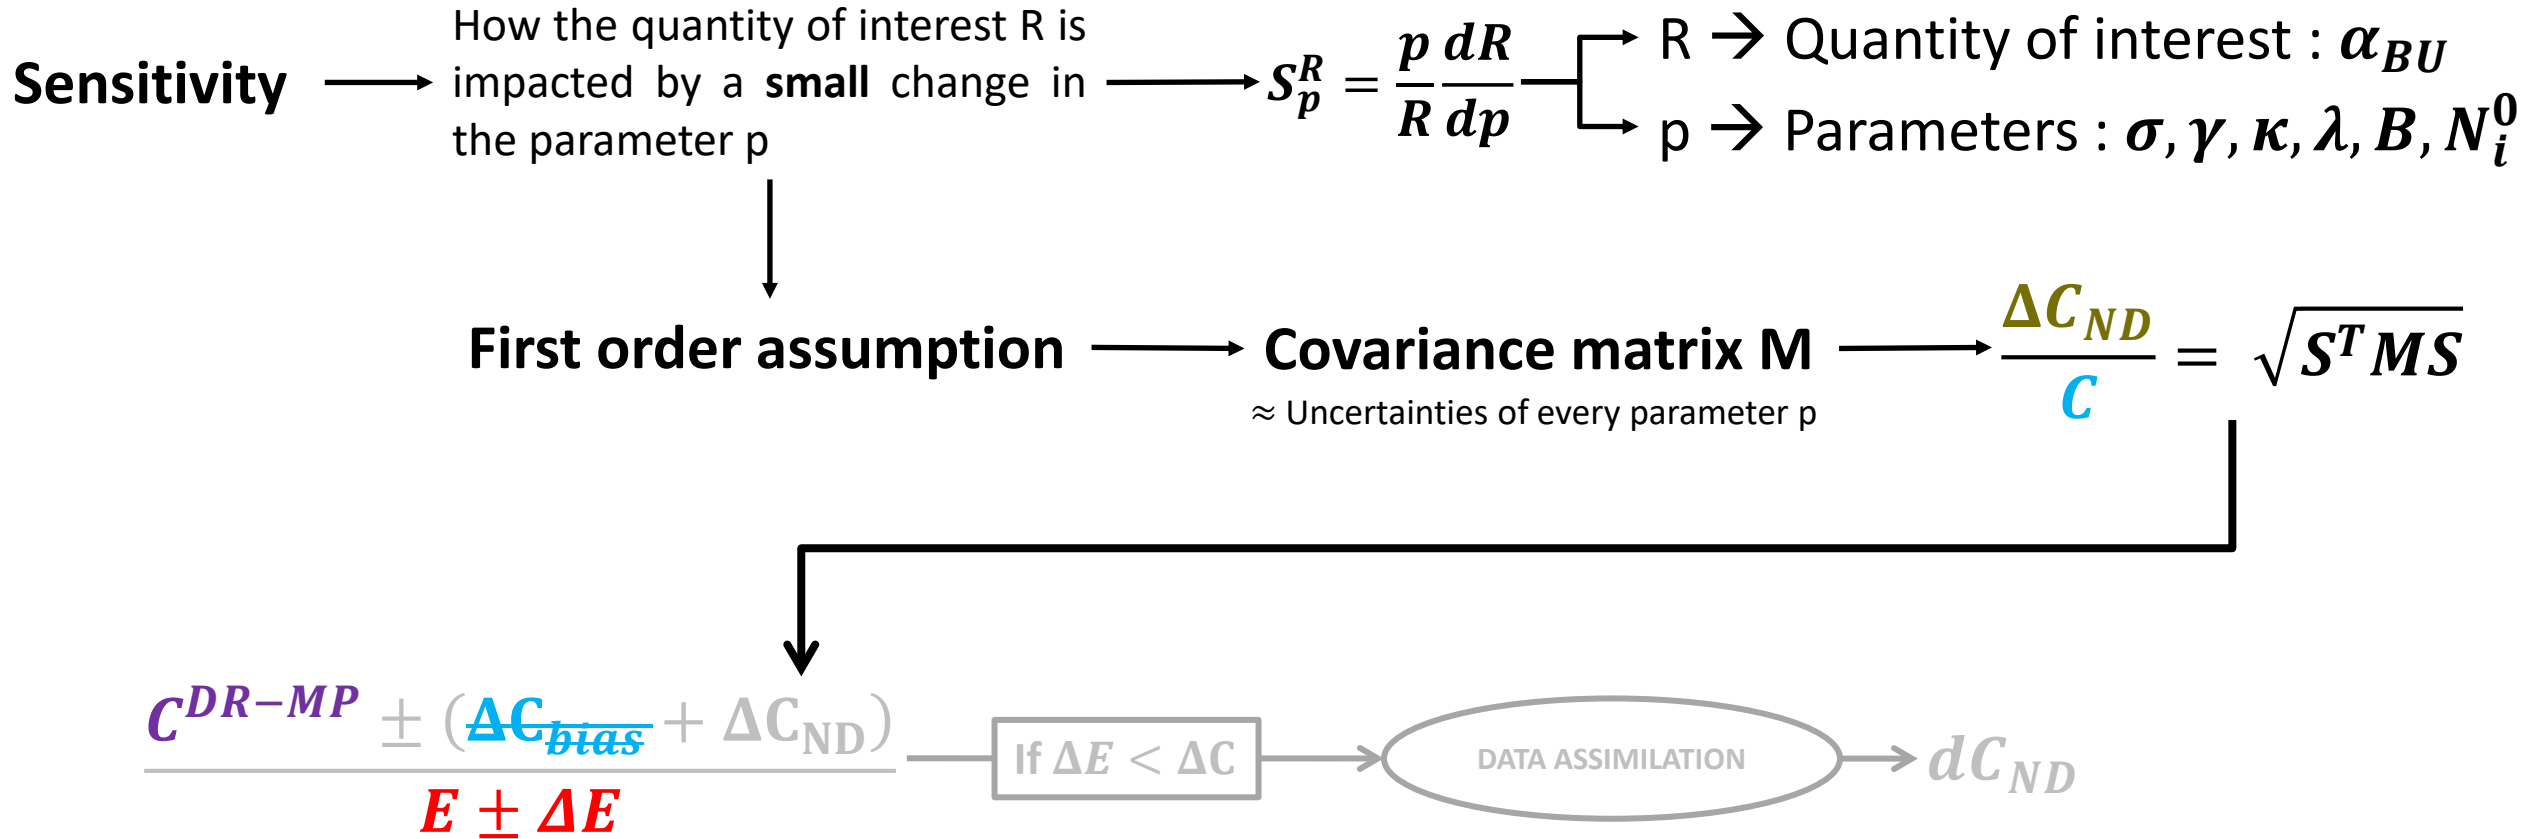 Sensitivity
How the quantity of interest R is
impacted by a small change in
the parameter p
S_p^R = p/R dR/dp
R → Quantity of interest : α_BU
p → Parameters : σ, γ, κ, λ, B, N_i^0
First order assumption
Covariance matrix M
≈ Uncertainties of every parameter p
ΔC_ND / C = √(S^T M S)
C^{DR−MP} ± (ΔC_bias + ΔC_ND)
E ± ΔE
If ΔE < ΔC
DATA ASSIMILATION
dC_ND